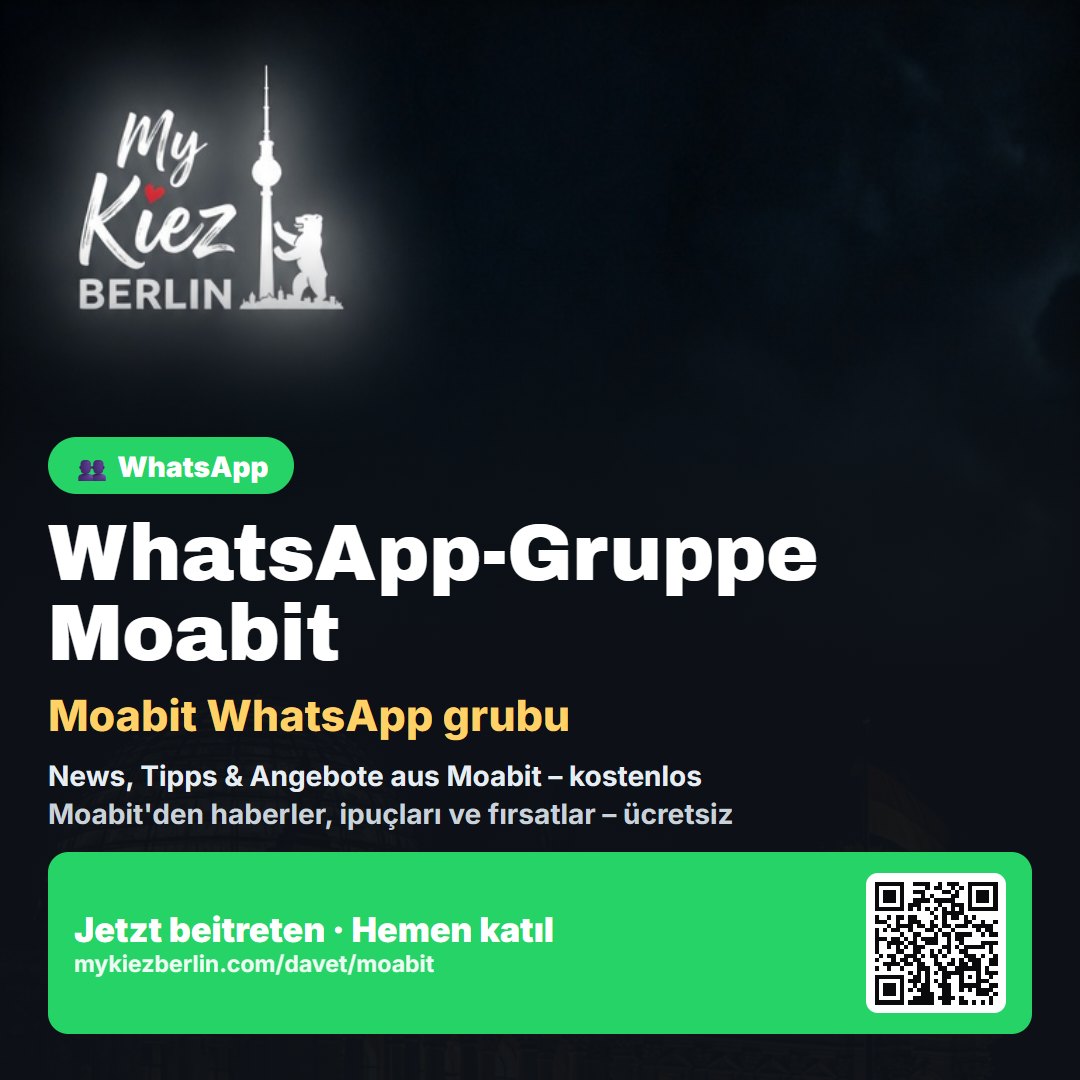 My
Kiez
BERLIN
WhatsApp
WhatsApp-Gruppe
Moabit
Moabit WhatsApp grubu
News, Tipps & Angebote aus Moabit – kostenlos
Moabit'den haberler, ipuçları ve fırsatlar – ücretsiz
Jetzt beitreten · Hemen katıl
mykiezberlin.com/davet/moabit